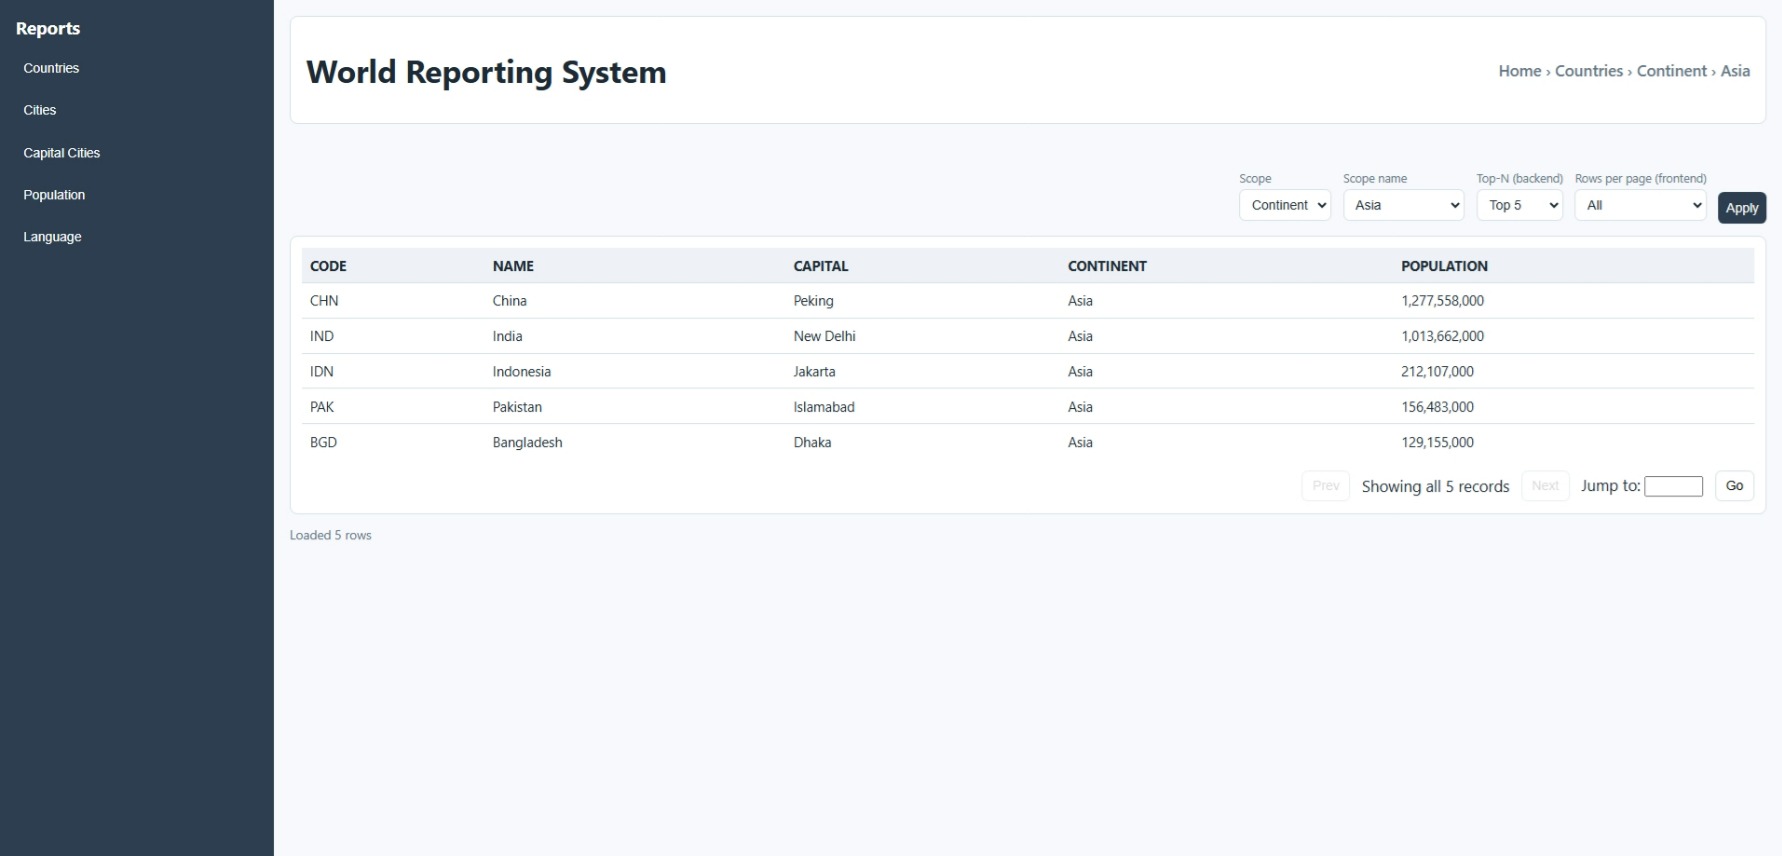 Reports
Countries
Cities
Capital Cities
Population
Language
World Reporting System
Home › Countries › Continent › Asia
Scope Scope name Top-N (backend) Rows per page (frontend)
Continent Asia Top 5 All Apply
CODE NAME CAPITAL CONTINENT POPULATION
CHN China Peking Asia 1,277,558,000
IND India New Delhi Asia 1,013,662,000
IDN Indonesia Jakarta Asia 212,107,000
PAK Pakistan Islamabad Asia 156,483,000
BGD Bangladesh Dhaka Asia 129,155,000
Prev Showing all 5 records Next Jump to: Go
Loaded 5 rows